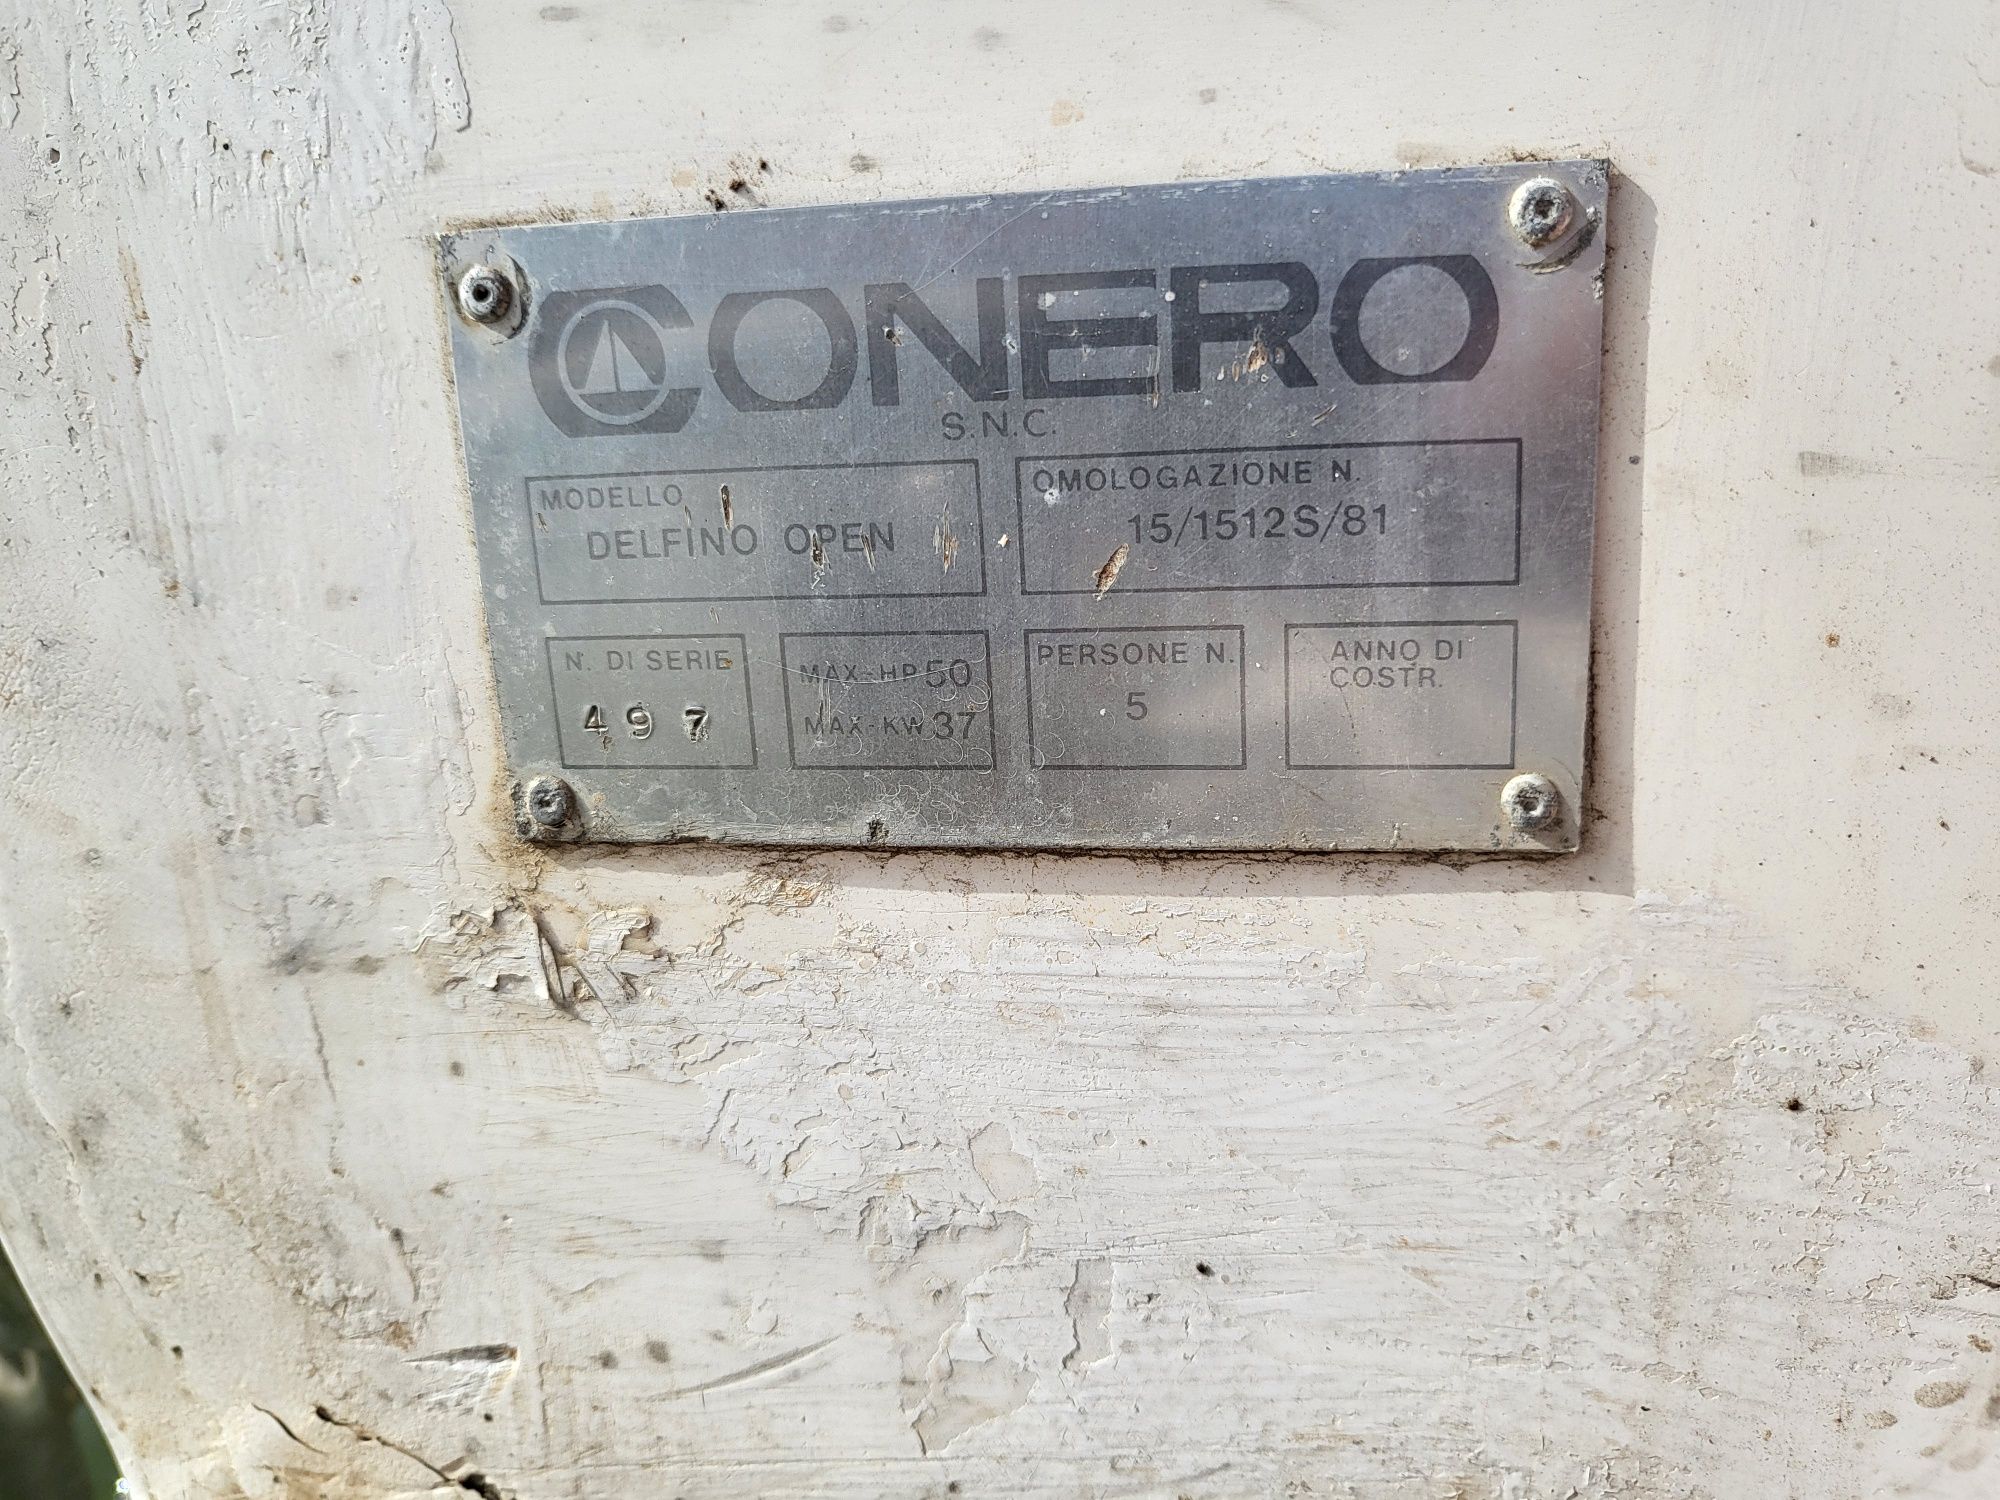 CONERO
S.N.C.
MODELLO
DELFINO OPEN
OMOLOGAZIONE N.
15/1512S/81
N. DI SERIE
497
MAX-HP 50
MAX-KW 37
PERSONE N.
5
ANNO DI
COSTR.